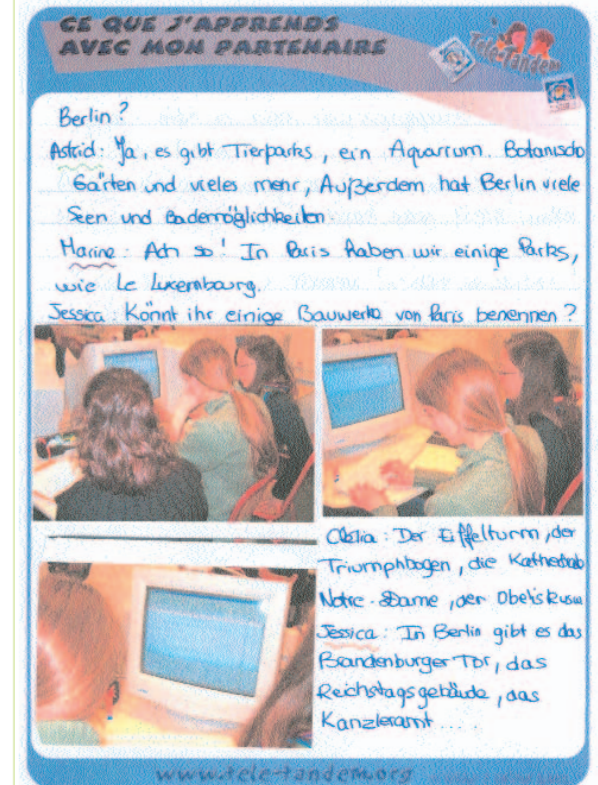 CE QUE J'APPRENDS
AVEC MON PARTENAIRE
Tele-Tandem
Berlin ?
Astrid : Ja, es gibt Tierparks, ein Aquarium, Botanische
Gärten und vieles mehr, Außerdem hat Berlin viele
Seen und Bademöglichkeiten
Marine : Ach so ! In Paris haben wir einige Parks,
wie Le Luxembourg.
Jessica : Könnt ihr einige Bauwerke von Paris benennen ?
Clelia : Der Eiffelturm, der
Triumphbogen, die Kathedrale
Notre-Dame, der Obeliskus
Jessica : In Berlin gibt es das
Brandenburger Tor, das
Reichstagsgebäude, das
Kanzleramt ....
www.tele-tandem.org